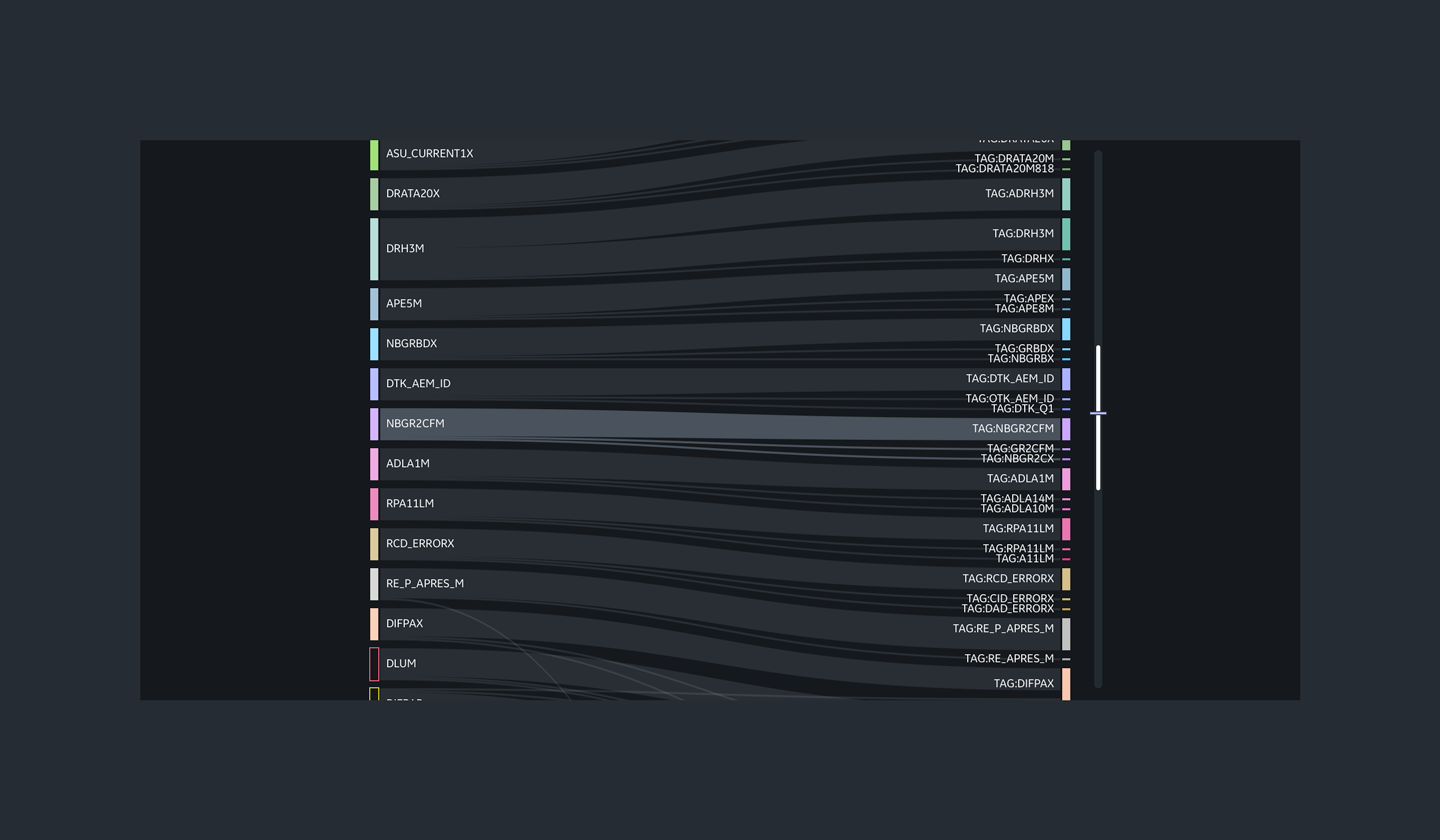 ASU_CURRENT1X
DRATA20X
DRH3M
APE5M
NBGRBDX
DTK_AEM_ID
NBGR2CFM
ADLA1M
RPA11LM
RCD_ERRORX
RE_P_APRES_M
DIFPAX
DLUM
TAG:DRATA20M
TAG:DRATA20M818
TAG:ADRH3M
TAG:DRH3M
TAG:DRHX
TAG:APE5M
TAG:APEX
TAG:APE8M
TAG:NBGRBDX
TAG:GRBDX
TAG:NBGRBX
TAG:DTK_AEM_ID
TAG:OTK_AEM_ID
TAG:DTK_Q1
TAG:NBGR2CFM
TAG:GR2CFM
TAG:NBGR2CX
TAG:ADLA1M
TAG:ADLA14M
TAG:ADLA10M
TAG:RPA11LM
TAG:RPA11LM
TAG:A11LM
TAG:RCD_ERRORX
TAG:CID_ERRORX
TAG:DAD_ERRORX
TAG:RE_P_APRES_M
TAG:RE_APRES_M
TAG:DIFPAX